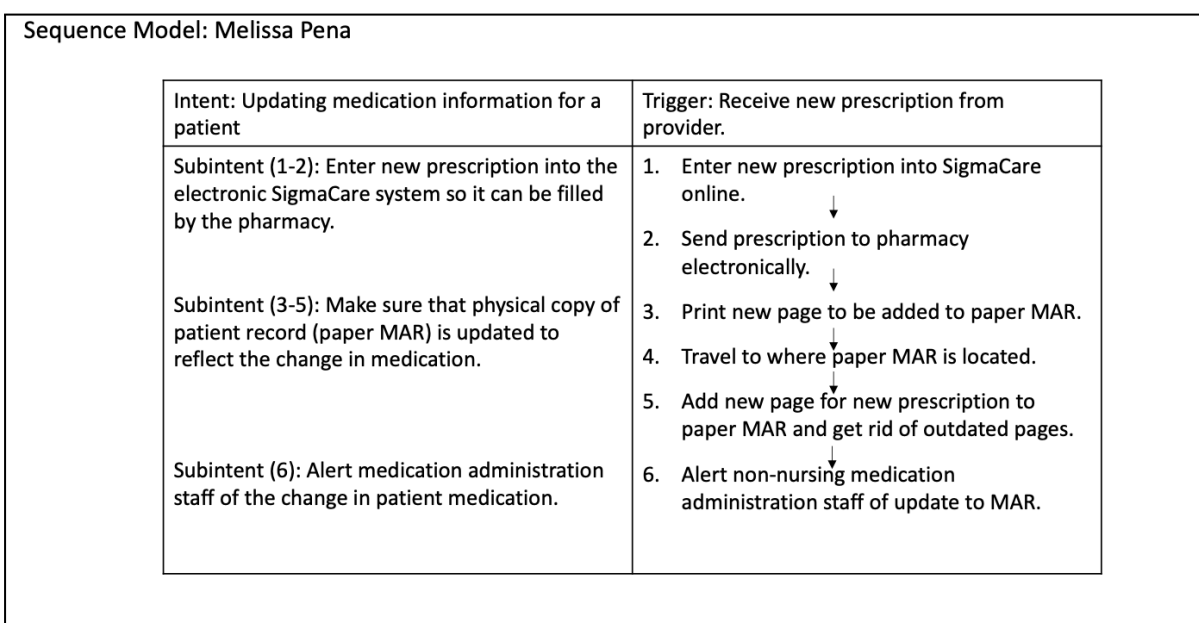 Sequence Model: Melissa Pena
Intent: Updating medication information for a
patient
Trigger: Receive new prescription from
provider.
Subintent (1-2): Enter new prescription into the
electronic SigmaCare system so it can be filled
by the pharmacy.
1. Enter new prescription into SigmaCare
online.
2. Send prescription to pharmacy
electronically.
Subintent (3-5): Make sure that physical copy of
patient record (paper MAR) is updated to
reflect the change in medication.
3. Print new page to be added to paper MAR.
4. Travel to where paper MAR is located.
5. Add new page for new prescription to
paper MAR and get rid of outdated pages.
Subintent (6): Alert medication administration
staff of the change in patient medication.
6. Alert non-nursing medication
administration staff of update to MAR.